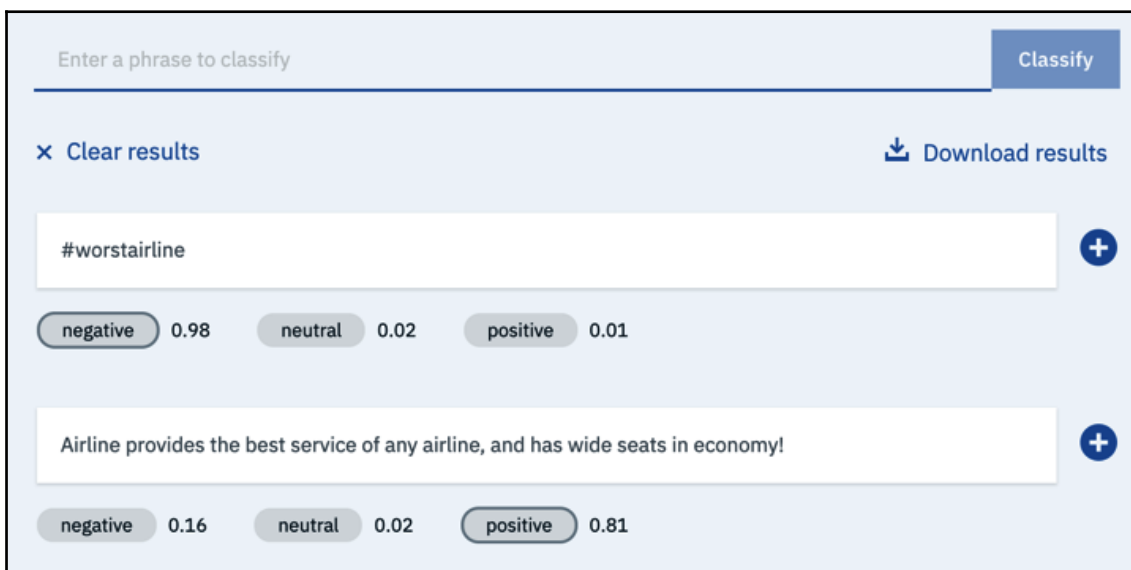 Enter a phrase to classify Classify
× Clear results Download results
#worstairline
negative 0.98 neutral 0.02 positive 0.01
Airline provides the best service of any airline, and has wide seats in economy!
negative 0.16 neutral 0.02 positive 0.81